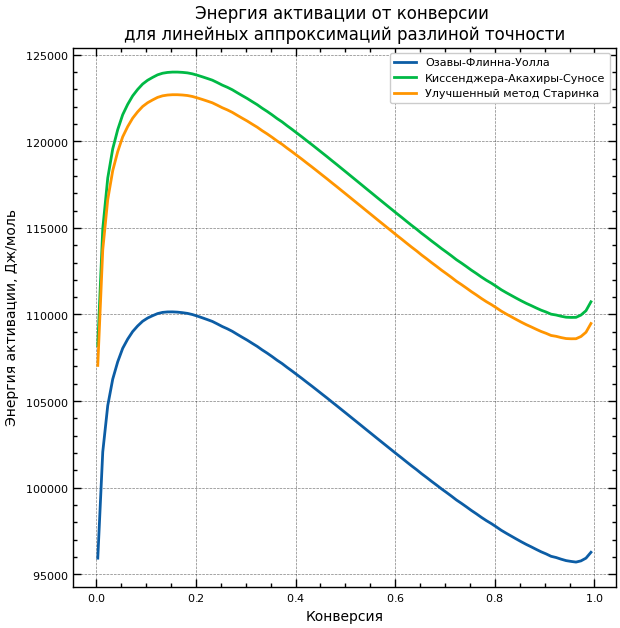 Энергия активации от конверсии
для линейных аппроксимаций разлиной точности
Озавы-Флинна-Уолла
Киссенджера-Акахиры-Суносе
Улучшенный метод Старинка
Энергия активации, Дж/моль
125000
120000
115000
110000
105000
100000
95000
0.0 0.2 0.4 0.6 0.8 1.0
Конверсия